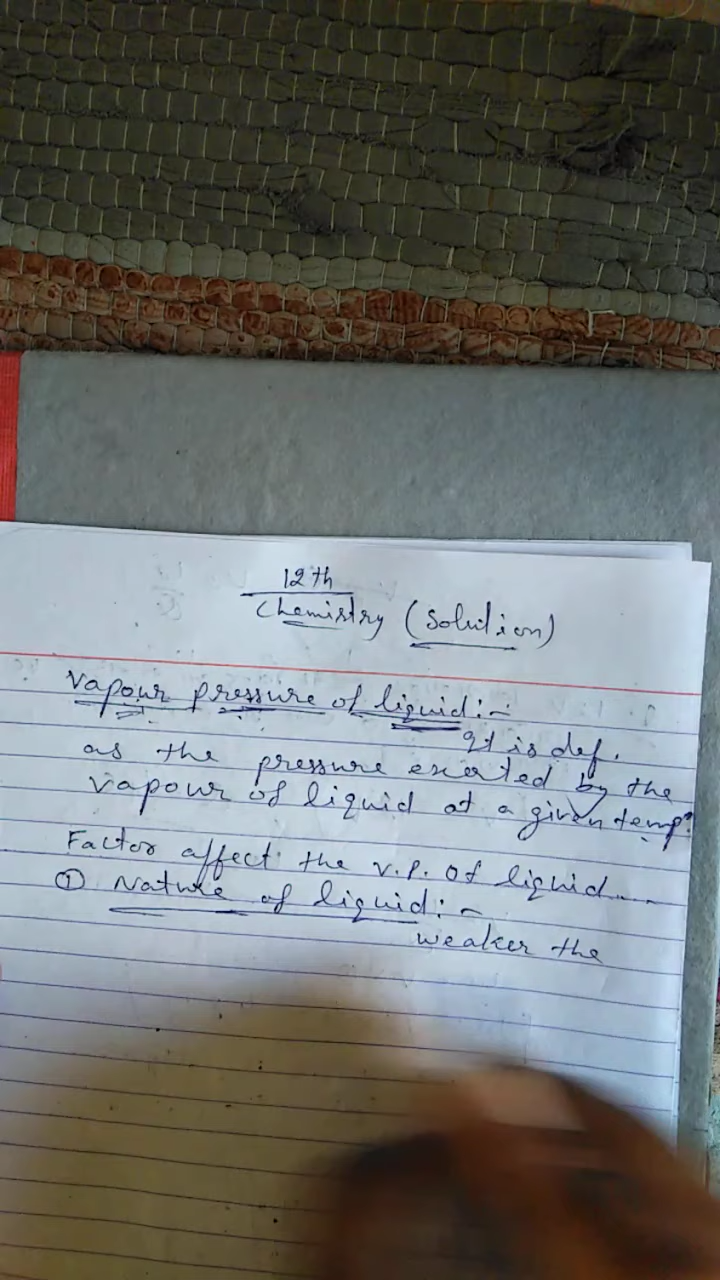 12th
Chemistry (solution)
Vapour pressure of liquid:-
It is def.
as the pressure exerted by the
vapour of liquid at a given temp.
Factor affect the v.p. of liquid....
① Nature of liquid:-
weaker the